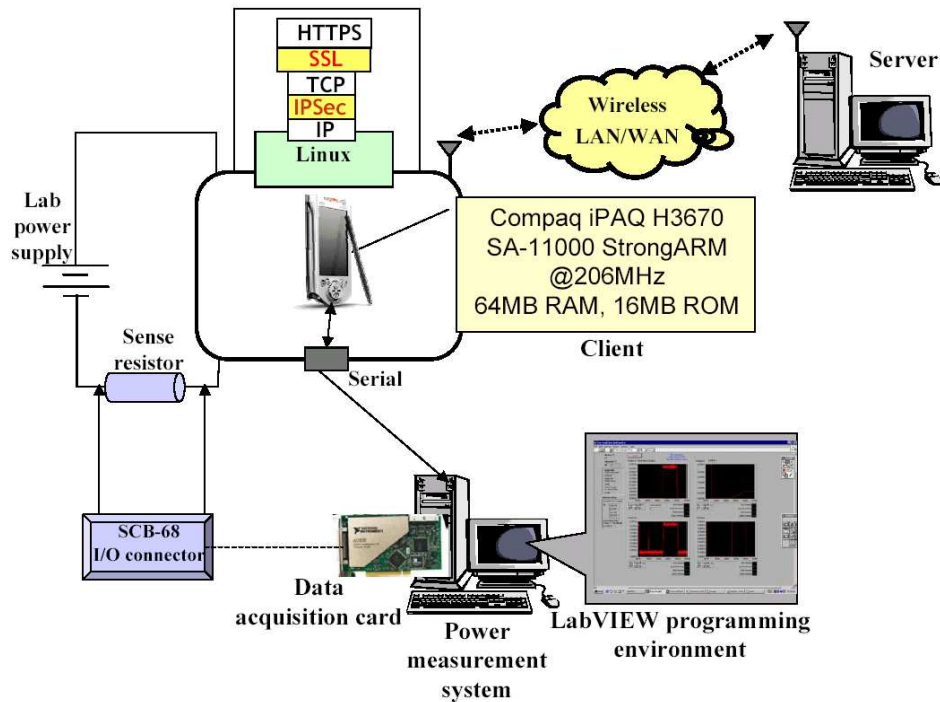 HTTPS
SSL
TCP
IPSec
IP
Linux
Wireless
LAN/WAN
Server
Lab
power
supply
Compaq iPAQ H3670
SA-11000 StrongARM
@206MHz
64MB RAM, 16MB ROM
Client
Sense
resistor
Serial
SCB-68
I/O connector
Data
acquisition card
Power
measurement
system
LabVIEW programming
environment